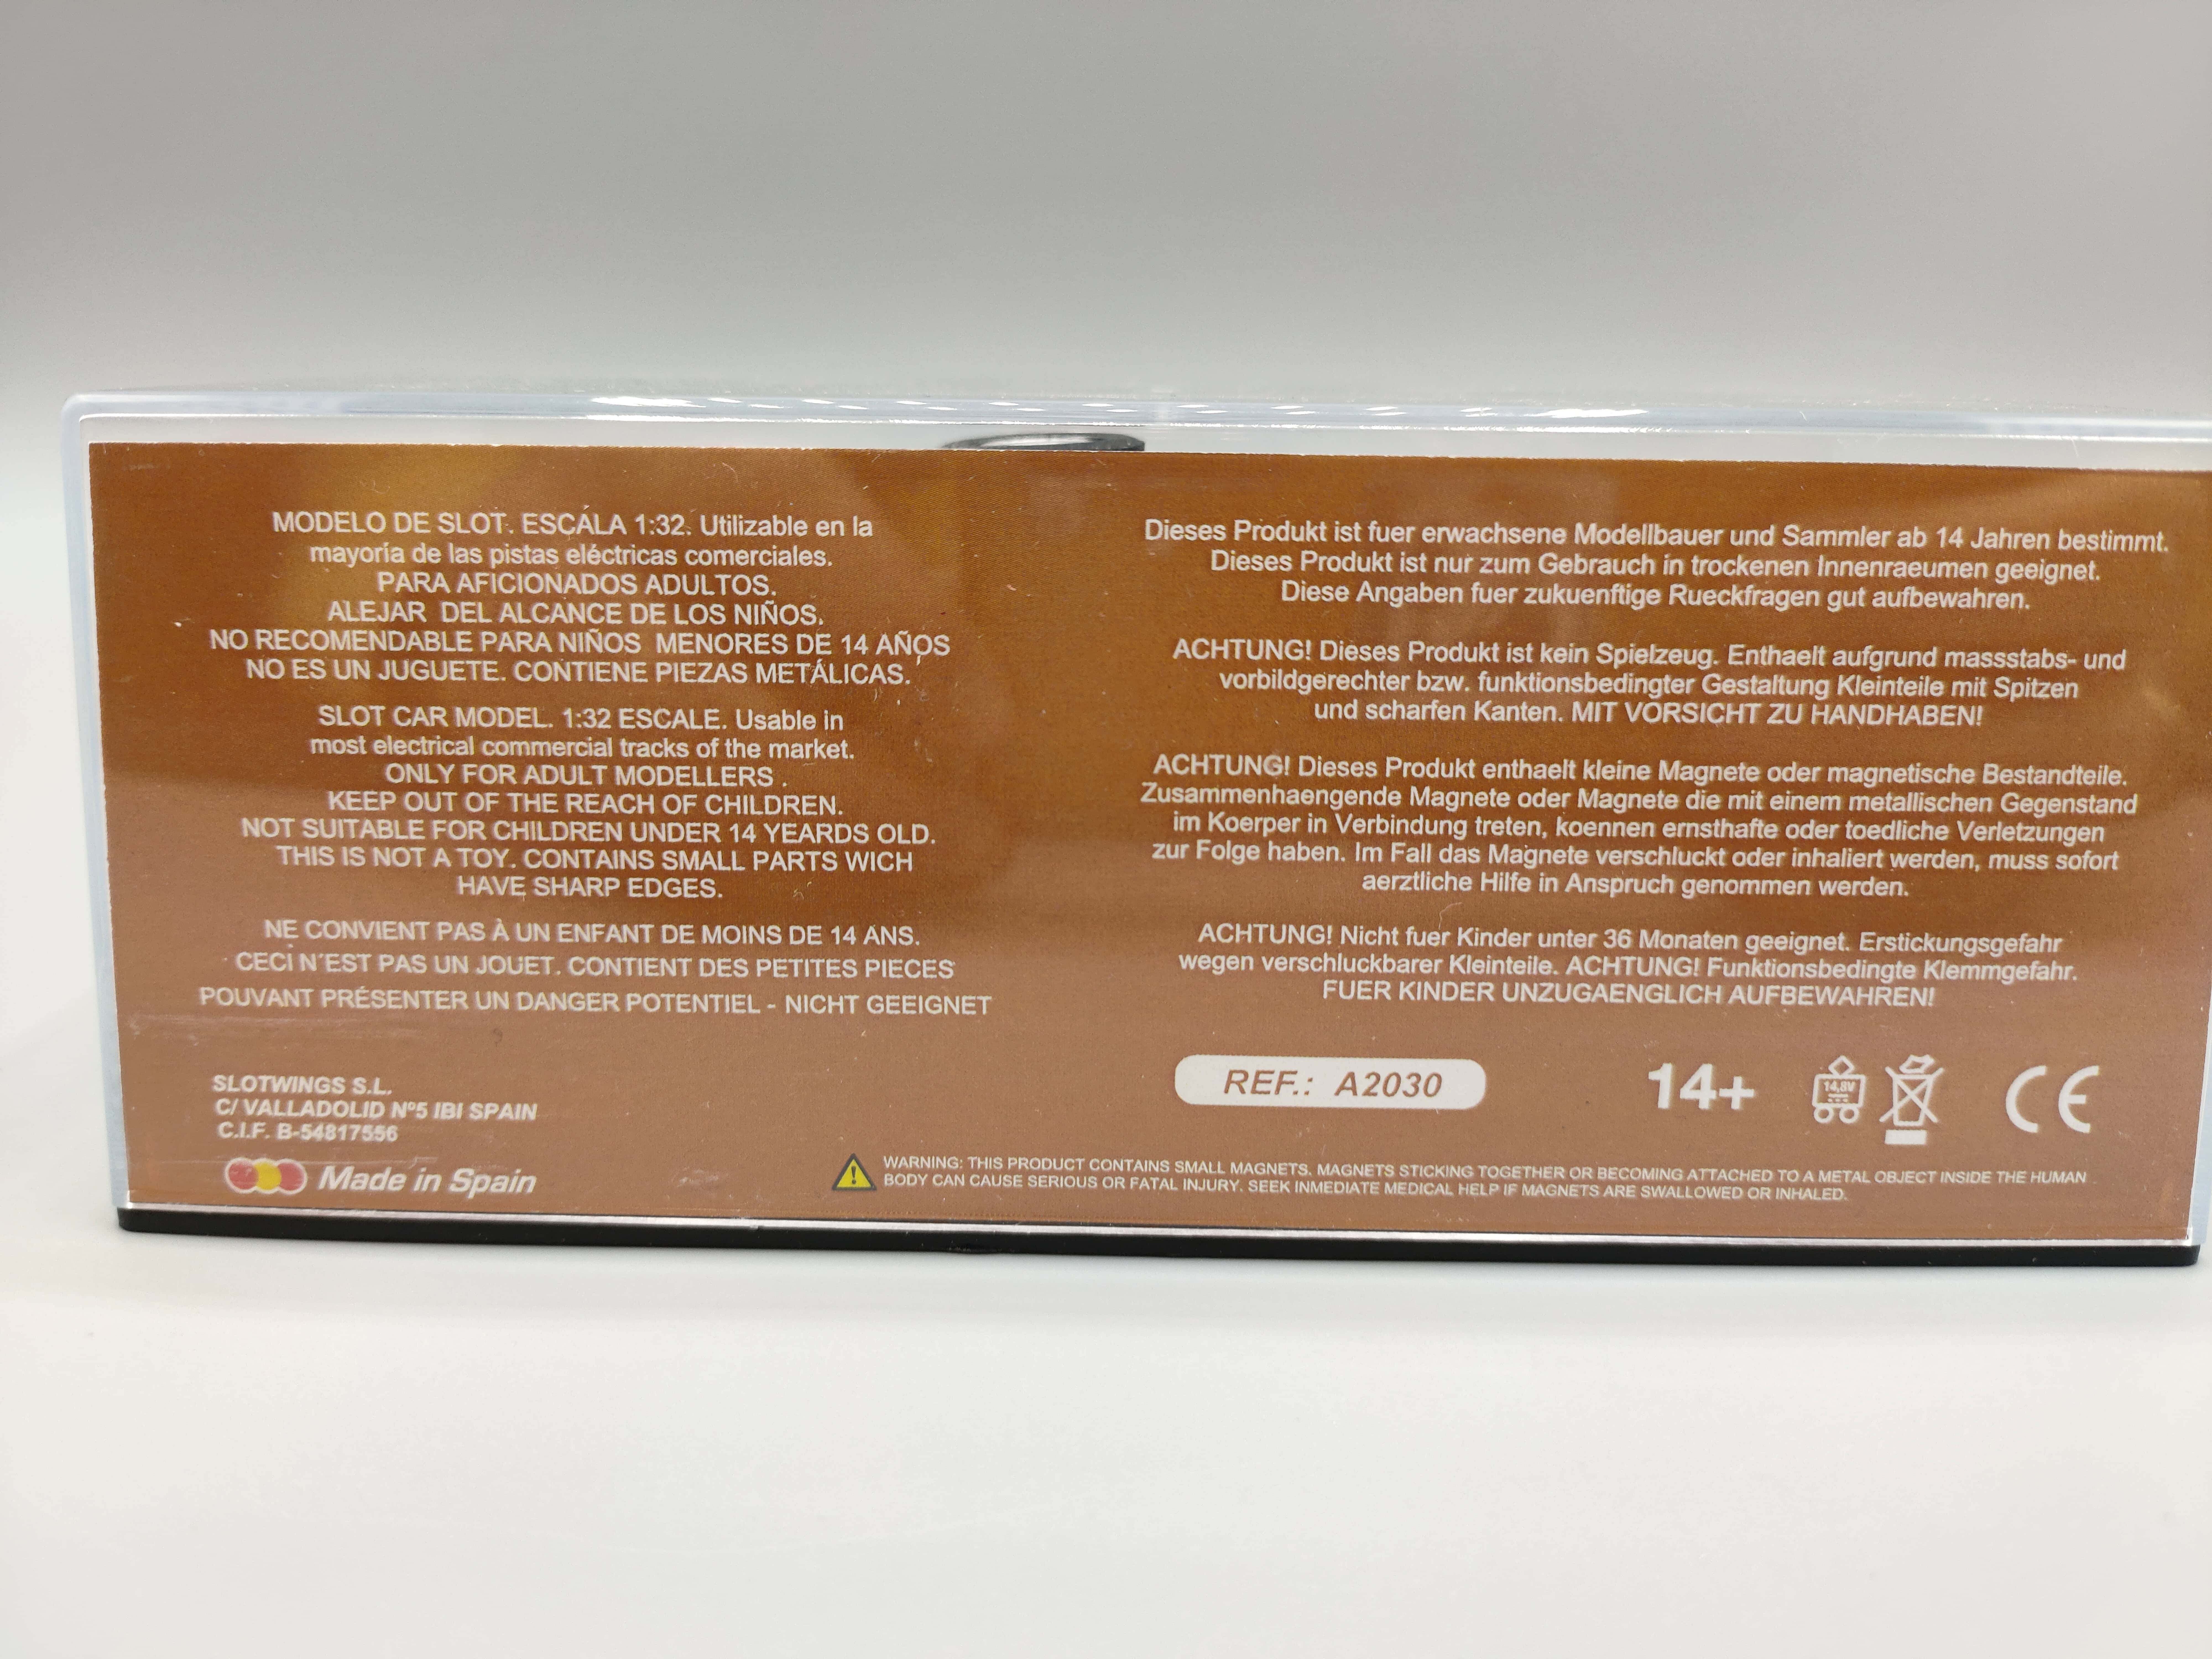 MODELO DE SLOT. ESCALA 1:32. Utilizable en la
mayoría de las pistas eléctricas comerciales.
PARA AFICIONADOS ADULTOS.
ALEJAR DEL ALCANCE DE LOS NIÑOS.
NO RECOMENDABLE PARA NIÑOS MENORES DE 14 AÑOS
NO ES UN JUGUETE. CONTIENE PIEZAS METÁLICAS.
SLOT CAR MODEL. 1:32 ESCALE. Usable in
most electrical commercial tracks of the market.
ONLY FOR ADULT MODELLERS .
KEEP OUT OF THE REACH OF CHILDREN.
NOT SUITABLE FOR CHILDREN UNDER 14 YEARDS OLD.
THIS IS NOT A TOY. CONTAINS SMALL PARTS WICH
HAVE SHARP EDGES.
NE CONVIENT PAS À UN ENFANT DE MOINS DE 14 ANS.
CECI N´EST PAS UN JOUET. CONTIENT DES PETITES PIECES
POUVANT PRÉSENTER UN DANGER POTENTIEL - NICHT GEEIGNET
SLOTWINGS S.L.
C/ VALLADOLID Nº5 IBI SPAIN
C.I.F. B-54817556
Made in Spain
Dieses Produkt ist fuer erwachsene Modellbauer und Sammler ab 14 Jahren bestimmt.
Dieses Produkt ist nur zum Gebrauch in trockenen Innenraeumen geeignet.
Diese Angaben fuer zukuenftige Rueckfragen gut aufbewahren.
ACHTUNG! Dieses Produkt ist kein Spielzeug. Enthaelt aufgrund massstabs- und
vorbildgerechter bzw. funktionsbedingter Gestaltung Kleinteile mit Spitzen
und scharfen Kanten. MIT VORSICHT ZU HANDHABEN!
ACHTUNG! Dieses Produkt enthaelt kleine Magnete oder magnetische Bestandteile.
Zusammenhaengende Magnete oder Magnete die mit einem metallischen Gegenstand
im Koerper in Verbindung treten, koennen ernsthafte oder toedliche Verletzungen
zur Folge haben. Im Fall das Magnete verschluckt oder inhaliert werden, muss sofort
aerztliche Hilfe in Anspruch genommen werden.
ACHTUNG! Nicht fuer Kinder unter 36 Monaten geeignet. Erstickungsgefahr
wegen verschluckbarer Kleinteile. ACHTUNG! Funktionsbedingte Klemmgefahr.
FUER KINDER UNZUGAENGLICH AUFBEWAHREN!
REF.: A2030
14+
14,8V
CE
WARNING: THIS PRODUCT CONTAINS SMALL MAGNETS. MAGNETS STICKING TOGETHER OR BECOMING ATTACHED TO A METAL OBJECT INSIDE THE HUMAN
BODY CAN CAUSE SERIOUS OR FATAL INJURY. SEEK INMEDIATE MEDICAL HELP IF MAGNETS ARE SWALLOWED OR INHALED.